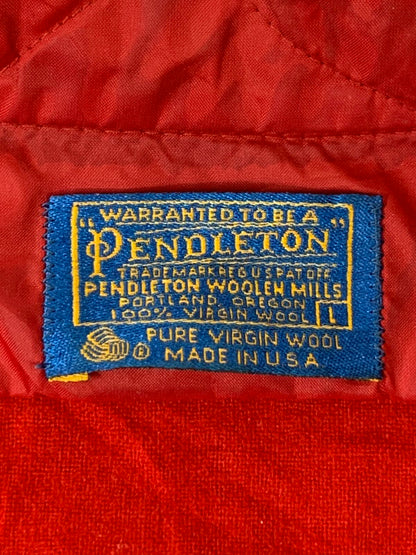 "WARRANTED TO BE A"
PENDLETON
TRADEMARK REG U S PAT OFF
PENDLETON WOOLEN MILLS
PORTLAND, OREGON
100% VIRGIN WOOL L
® PURE VIRGIN WOOL
MADE IN U.S.A